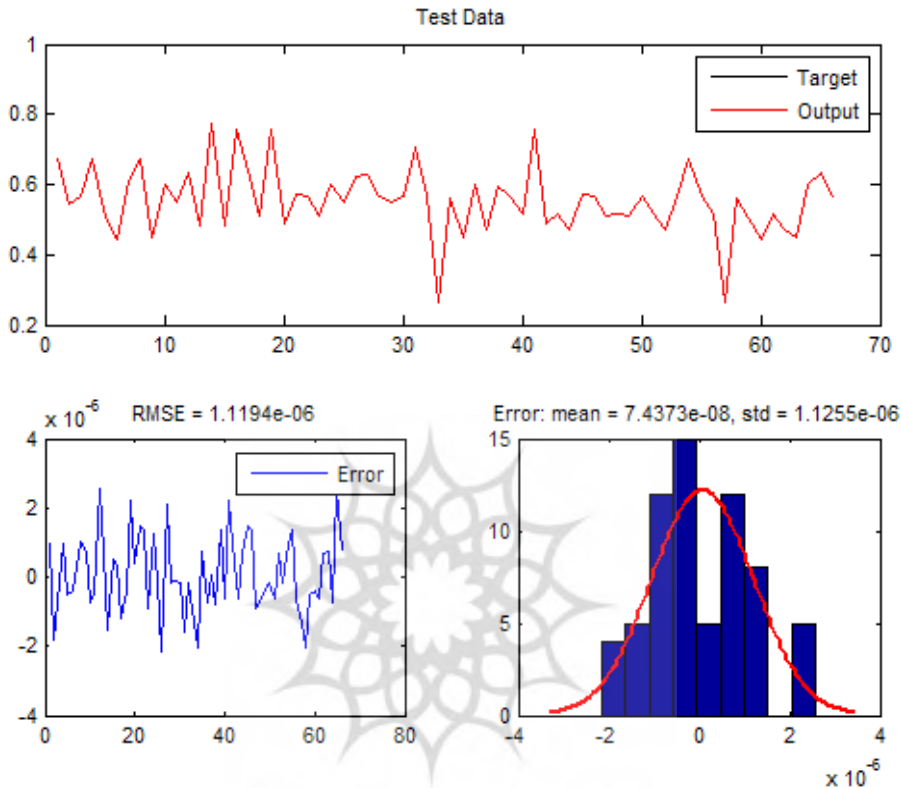 Test Data
1
0.8
0.6
0.4
0.2
0 10 20 30 40 50 60 70
Target
Output
x 10^-6
RMSE = 1.1194e-06
4
2
0
-2
-4
0 20 40 60 80
Error
Error: mean = 7.4373e-08, std = 1.1255e-06
15
10
5
0
-4 -2 0 2 4
x 10^-6